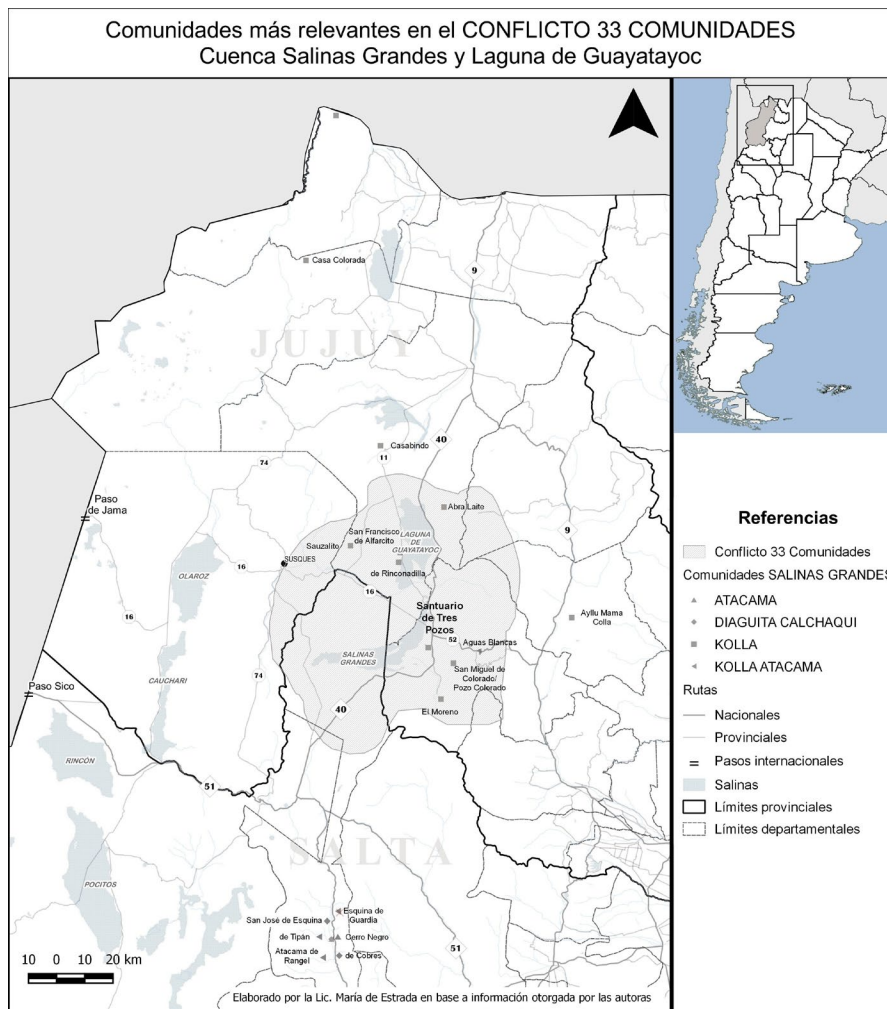 Comunidades más relevantes en el CONFLICTO 33 COMUNIDADES
Cuenca Salinas Grandes y Laguna de Guayatayoc
Casa Colorada
9
JUJUY
Casabindo
40
11
74
Paso
de Jama
Abra Laite
San Francisco
de Alfarcito
LAGUNA
DE
GUAYATAYOC
9
Sauzalito
SUSQUES
OLAROZ
16
de Rinconadilla
16
Santuario
de Tres
Pozos
Ayllu Mama
Colla
16
52
Aguas Blancas
SALINAS
GRANDES
San Miguel de
Colorado/
Pozo Colorado
CAUCHARI
74
Paso Sico
40
El Moreno
RINCÓN
51
SALTA
POCITOS
Esquina de
Guardia
San José de Esquina
de Tipán
Cerro Negro
Atacama de
Rangel
de Cobres
51
10 0 10 20 km
Elaborado por la Lic. María de Estrada en base a información otorgada por las autoras
Referencias
Conflicto 33 Comunidades
Comunidades SALINAS GRANDES
ATACAMA
DIAGUITA CALCHAQUI
KOLLA
KOLLA ATACAMA
Rutas
Nacionales
Provinciales
Pasos internacionales
Salinas
Límites provinciales
Límites departamentales